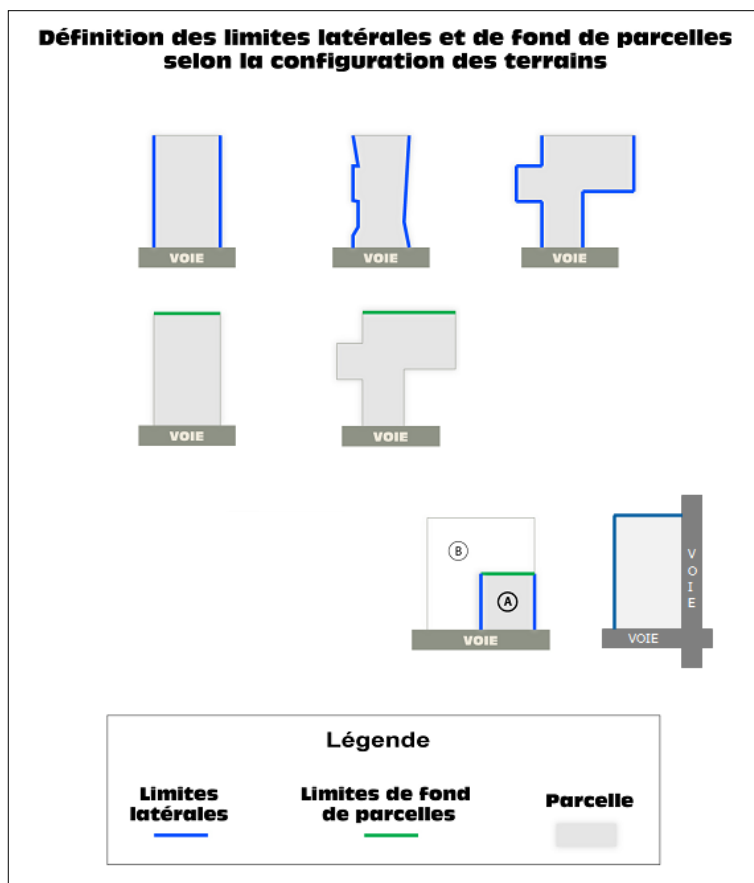 Définition des limites latérales et de fond de parcelles
selon la configuration des terrains
VOIE
VOIE
VOIE
VOIE
VOIE
B
A
VOIE
VOIE
VOIE
Légende
Limites
latérales
Limites de fond
de parcelles
Parcelle